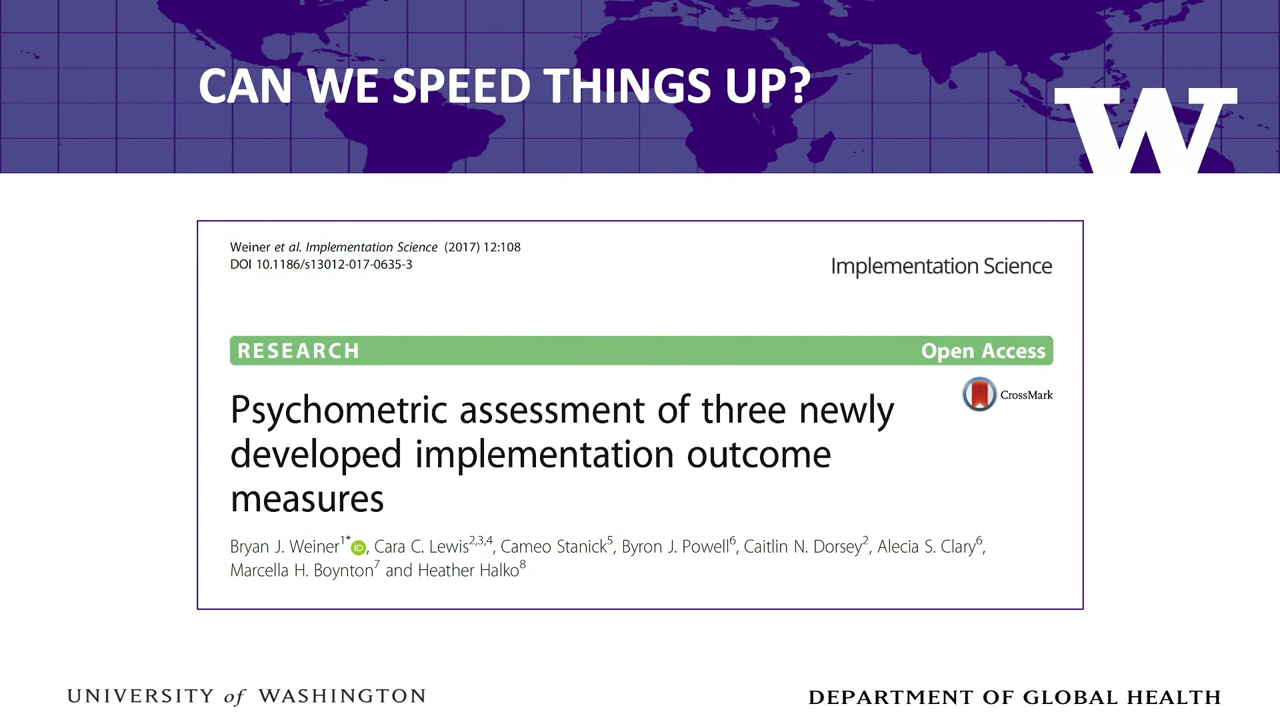 CAN WE SPEED THINGS UP?
W
Weiner et al. Implementation Science (2017) 12:108
DOI 10.1186/s13012-017-0635-3
Implementation Science
RESEARCH Open Access
CrossMark
Psychometric assessment of three newly
developed implementation outcome
measures
Bryan J. Weiner1* iD, Cara C. Lewis2,3,4, Cameo Stanick5, Byron J. Powell6, Caitlin N. Dorsey2, Alecia S. Clary6,
Marcella H. Boynton7 and Heather Halko8
UNIVERSITY of WASHINGTON
DEPARTMENT OF GLOBAL HEALTH